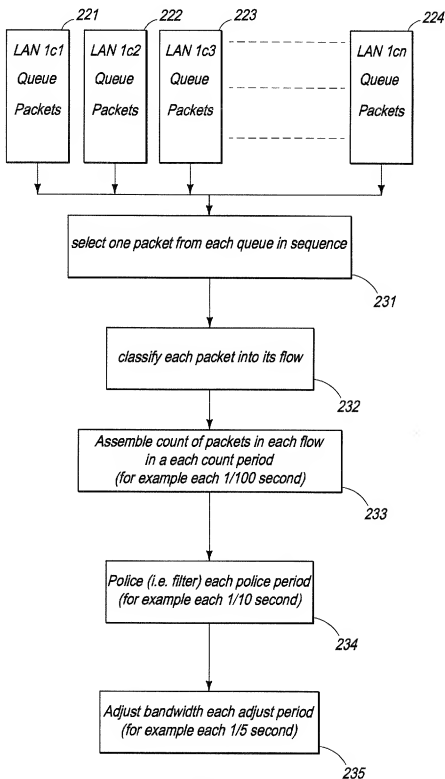 221
222
223
224
LAN 1c1
Queue
Packets
LAN 1c2
Queue
Packets
LAN 1c3
Queue
Packets
LAN 1cn
Queue
Packets
select one packet from each queue in sequence
231
classify each packet into its flow
232
Assemble count of packets in each flow
in a each count period
(for example each 1/100 second)
233
Police (i.e. filter) each police period
(for example each 1/10 second)
234
Adjust bandwidth each adjust period
(for example each 1/5 second)
235